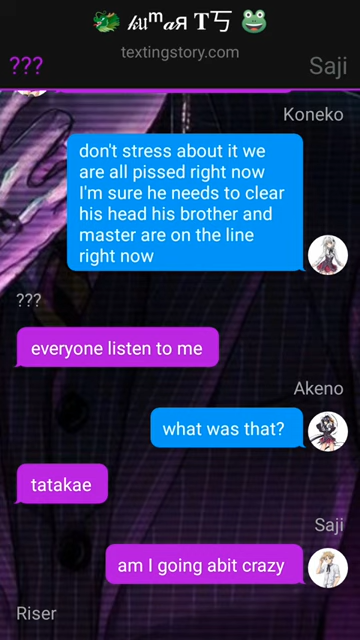 🐲 𝓴uᵐ𝒂я 𝐓丂 🐸
textingstory.com
???
Saji
Koneko
don't stress about it we
are all pissed right now
I'm sure he needs to clear
his head his brother and
master are on the line
right now
???
everyone listen to me
Akeno
what was that?
tatakae
Saji
am I going abit crazy
Riser